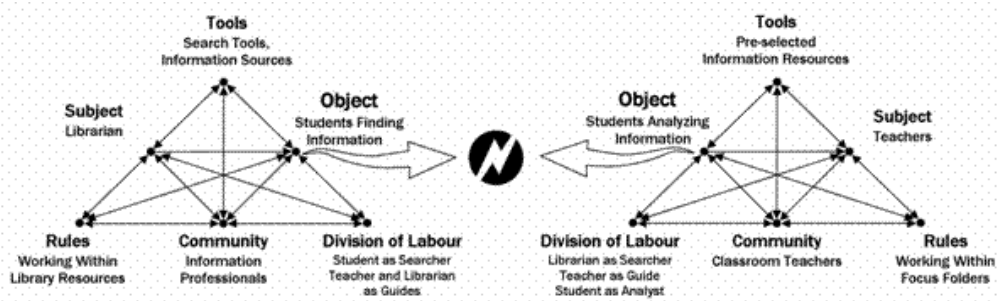 Tools
Search Tools,
Information Sources
Subject
Librarian
Object
Students Finding
Information
Rules
Working Within
Library Resources
Community
Information
Professionals
Division of Labour
Student as Searcher
Teacher and Librarian
as Guides
Tools
Pre-selected
Information Resources
Object
Students Analyzing
Information
Subject
Teachers
Division of Labour
Librarian as Searcher
Teacher as Guide
Student as Analyst
Community
Classroom Teachers
Rules
Working Within
Focus Folders